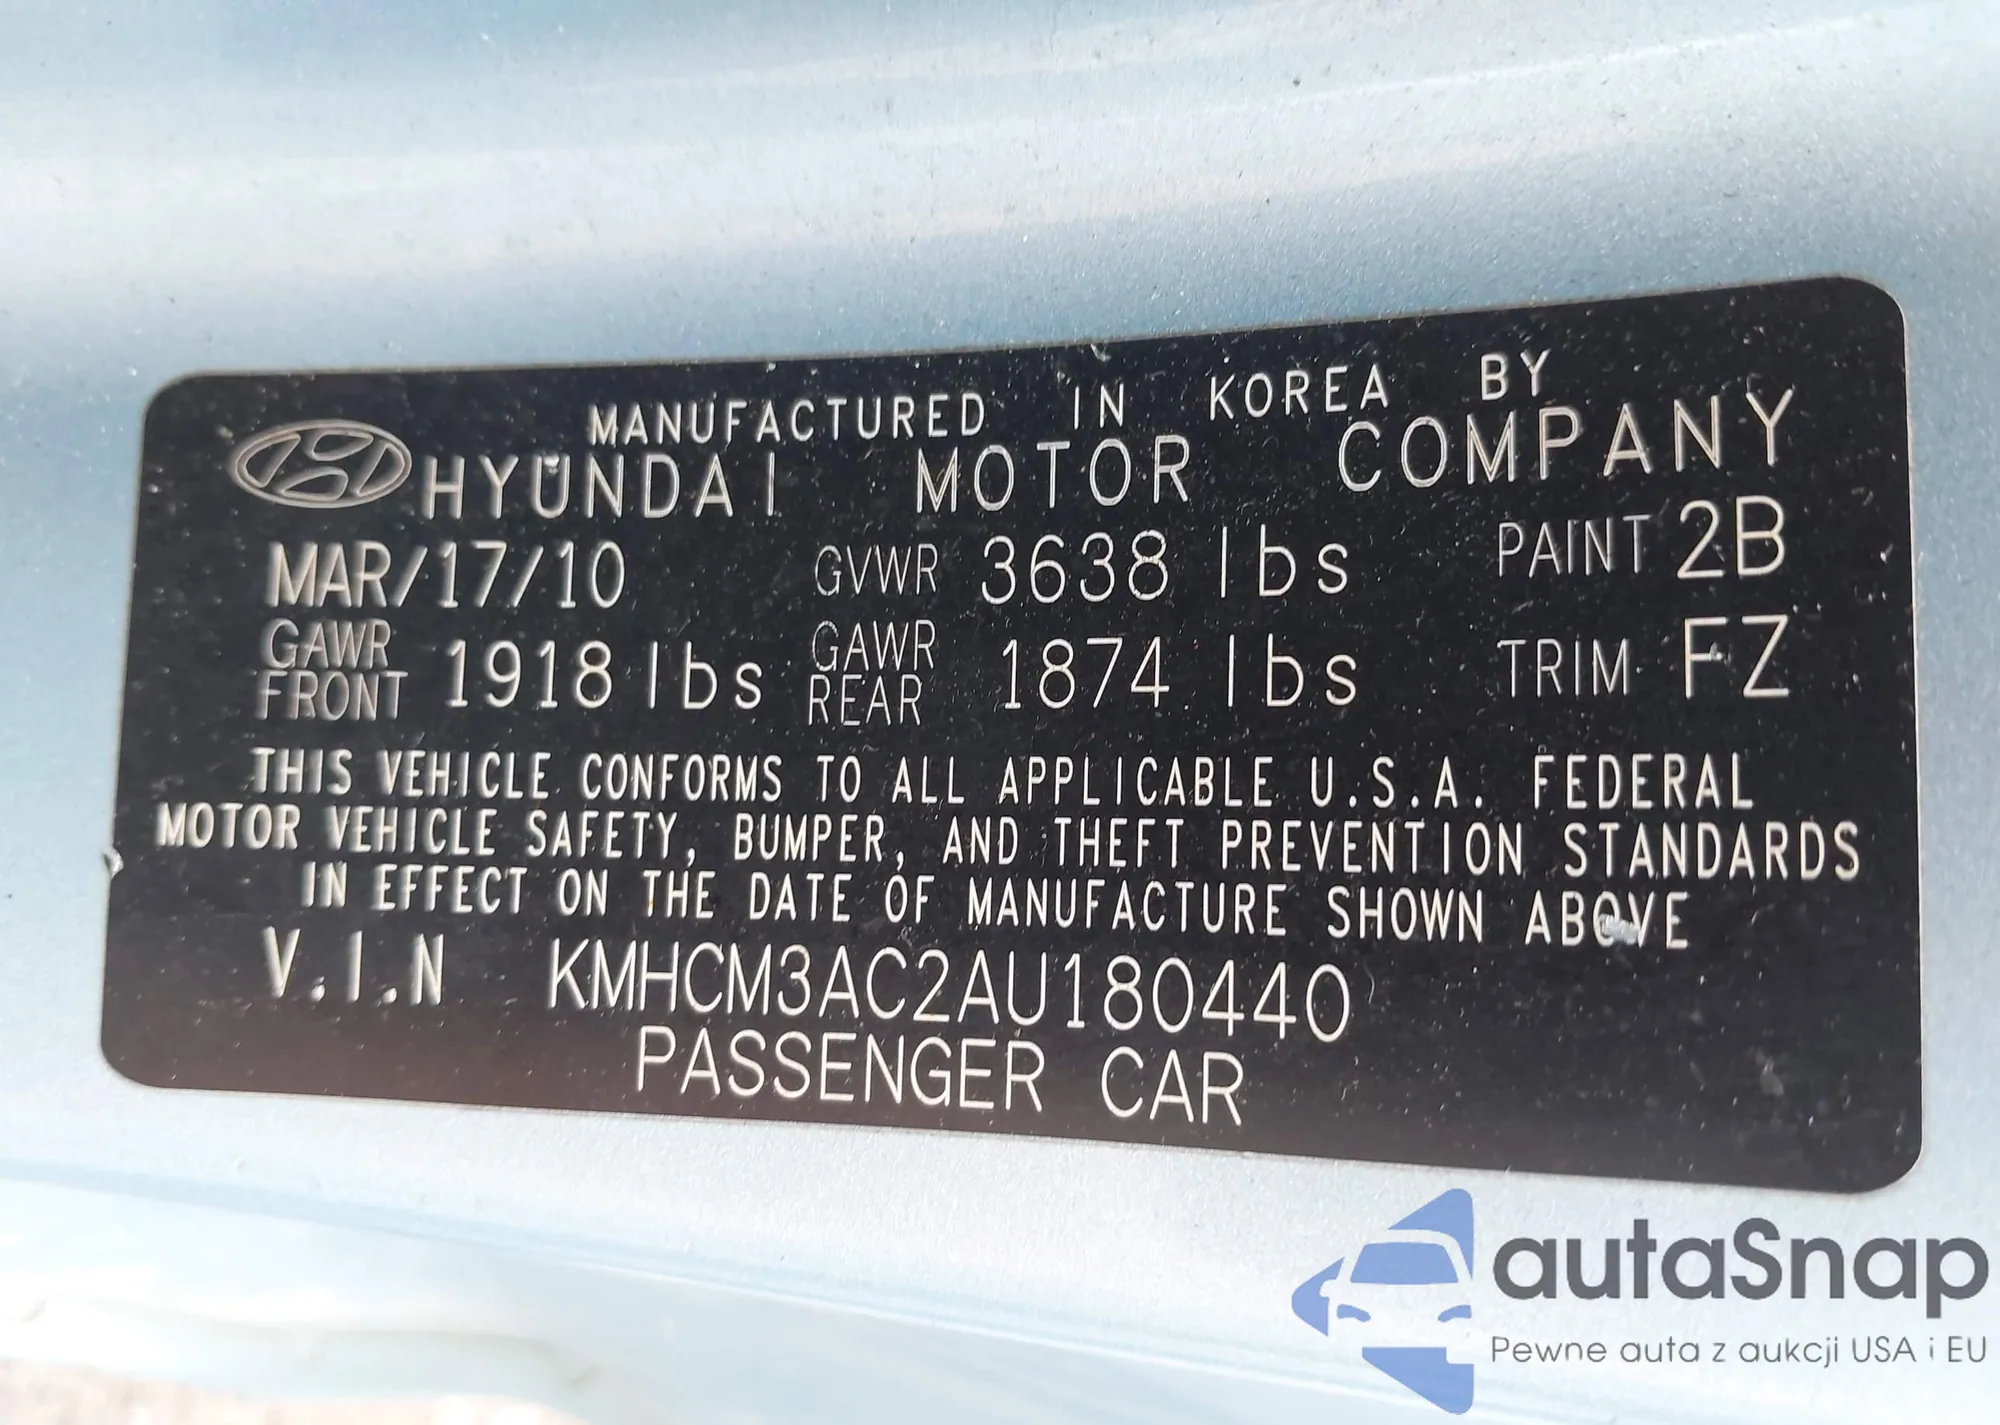 MANUFACTURED IN KOREA BY
HYUNDAI MOTOR COMPANY
MAR/17/10 GVWR 3638 lbs PAINT 2B
GAWR FRONT 1918 lbs GAWR REAR 1874 lbs TRIM FZ
THIS VEHICLE CONFORMS TO ALL APPLICABLE U.S.A. FEDERAL
MOTOR VEHICLE SAFETY, BUMPER, AND THEFT PREVENTION STANDARDS
IN EFFECT ON THE DATE OF MANUFACTURE SHOWN ABOVE
V.I.N KMHCM3AC2AU180440
PASSENGER CAR
autaSnap
Pewne auta z aukcji USA i EU